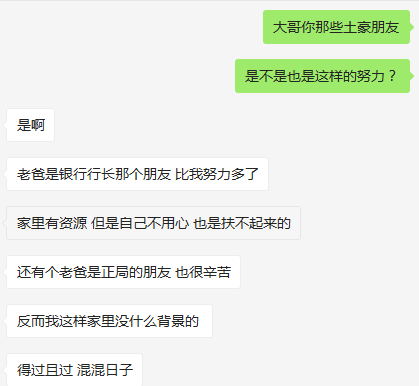 大哥你那些土豪朋友
是不是也是这样的努力？
是啊
老爸是银行行长那个朋友 比我努力多了
家里有资源 但是自己不用心 也是扶不起来的
还有个老爸是正局的朋友 也很辛苦
反而我这样家里没什么背景的
得过且过 混混日子